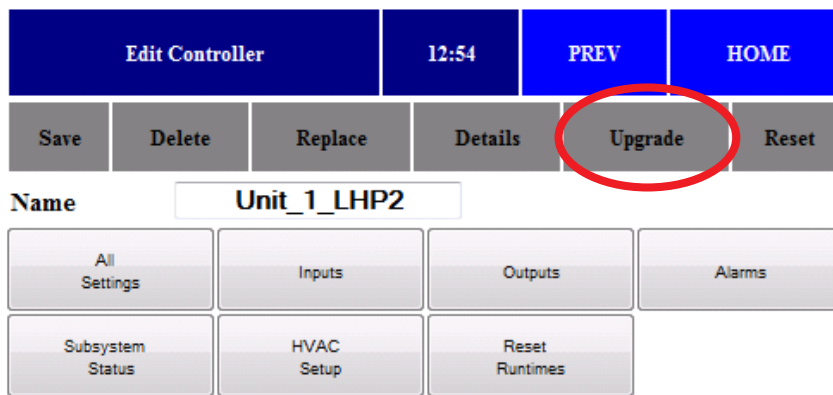 Edit Controller 12:54 PREV HOME
Save Delete Replace Details Upgrade Reset
Name Unit_1_LHP2
All
Settings
Inputs
Outputs
Alarms
Subsystem
Status
HVAC
Setup
Reset
Runtimes